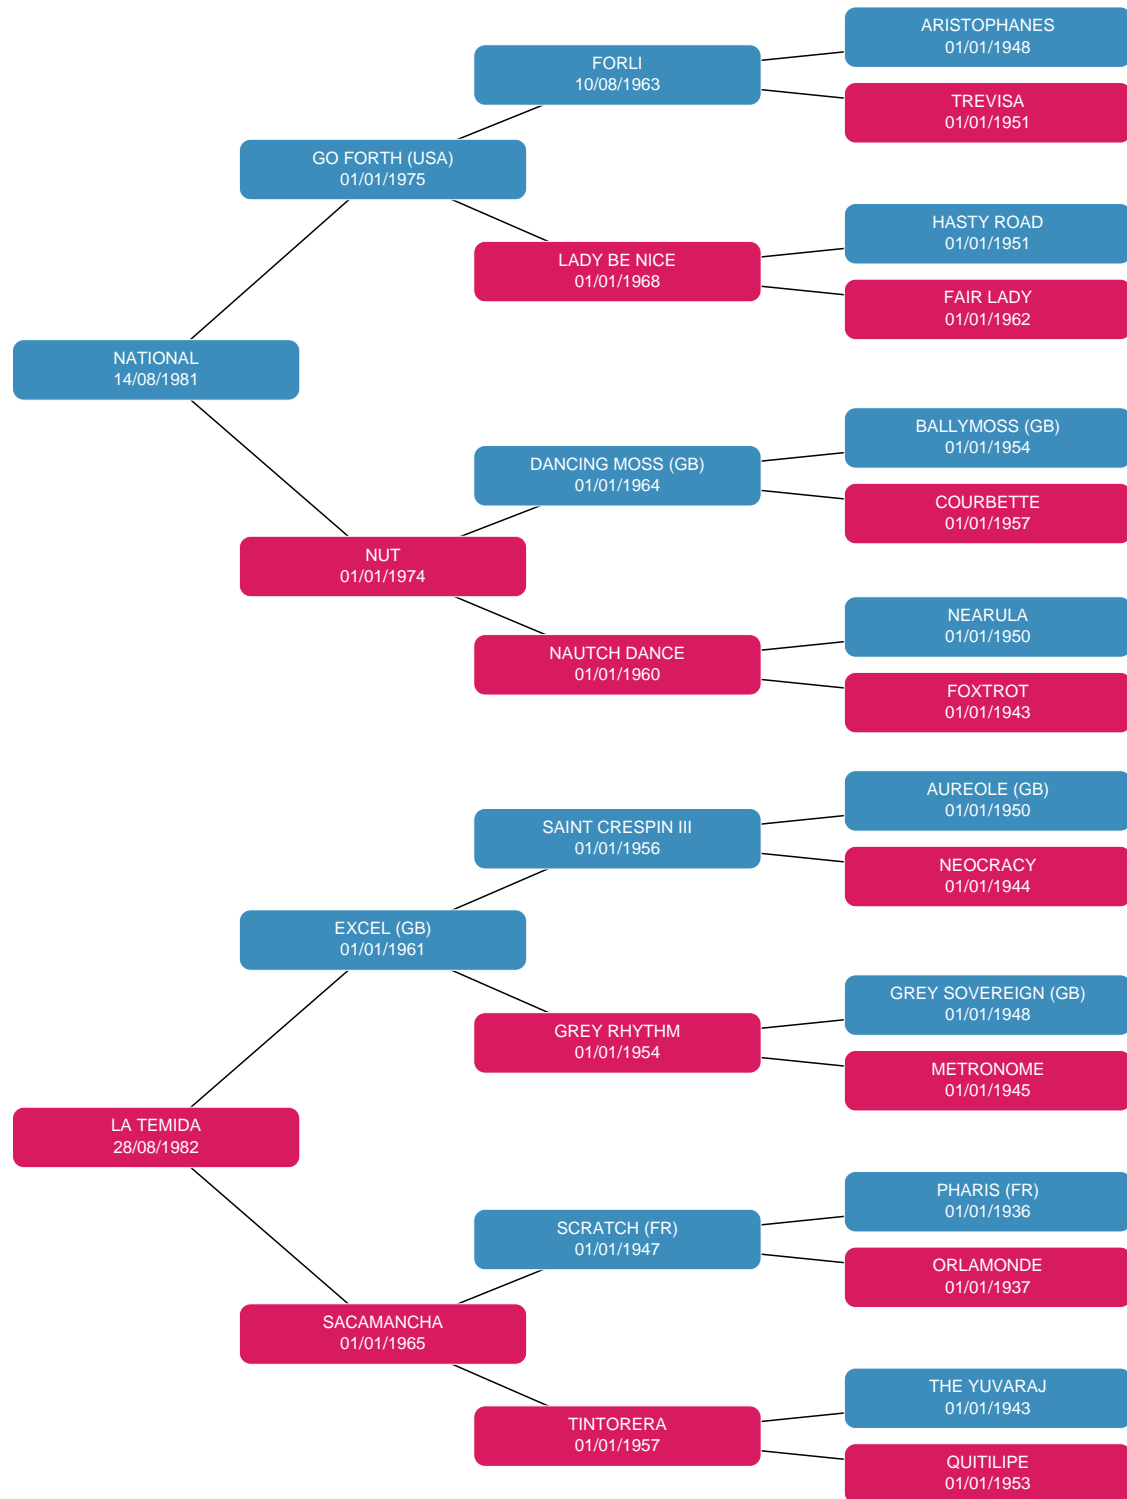 ARISTOPHANES
01/01/1948
FORLI
10/08/1963
TREVISA
01/01/1951
GO FORTH (USA)
01/01/1975
HASTY ROAD
01/01/1951
LADY BE NICE
01/01/1968
FAIR LADY
01/01/1962
NATIONAL
14/08/1981
BALLYMOSS (GB)
01/01/1954
DANCING MOSS (GB)
01/01/1964
COURBETTE
01/01/1957
NUT
01/01/1974
NEARULA
01/01/1950
NAUTCH DANCE
01/01/1960
FOXTROT
01/01/1943
AUREOLE (GB)
01/01/1950
SAINT CRESPIN III
01/01/1956
NEOCRACY
01/01/1944
EXCEL (GB)
01/01/1961
GREY SOVEREIGN (GB)
01/01/1948
GREY RHYTHM
01/01/1954
METRONOME
01/01/1945
LA TEMIDA
28/08/1982
PHARIS (FR)
01/01/1936
SCRATCH (FR)
01/01/1947
ORLAMONDE
01/01/1937
SACAMANCHA
01/01/1965
THE YUVARAJ
01/01/1943
TINTORERA
01/01/1957
QUITILIPE
01/01/1953